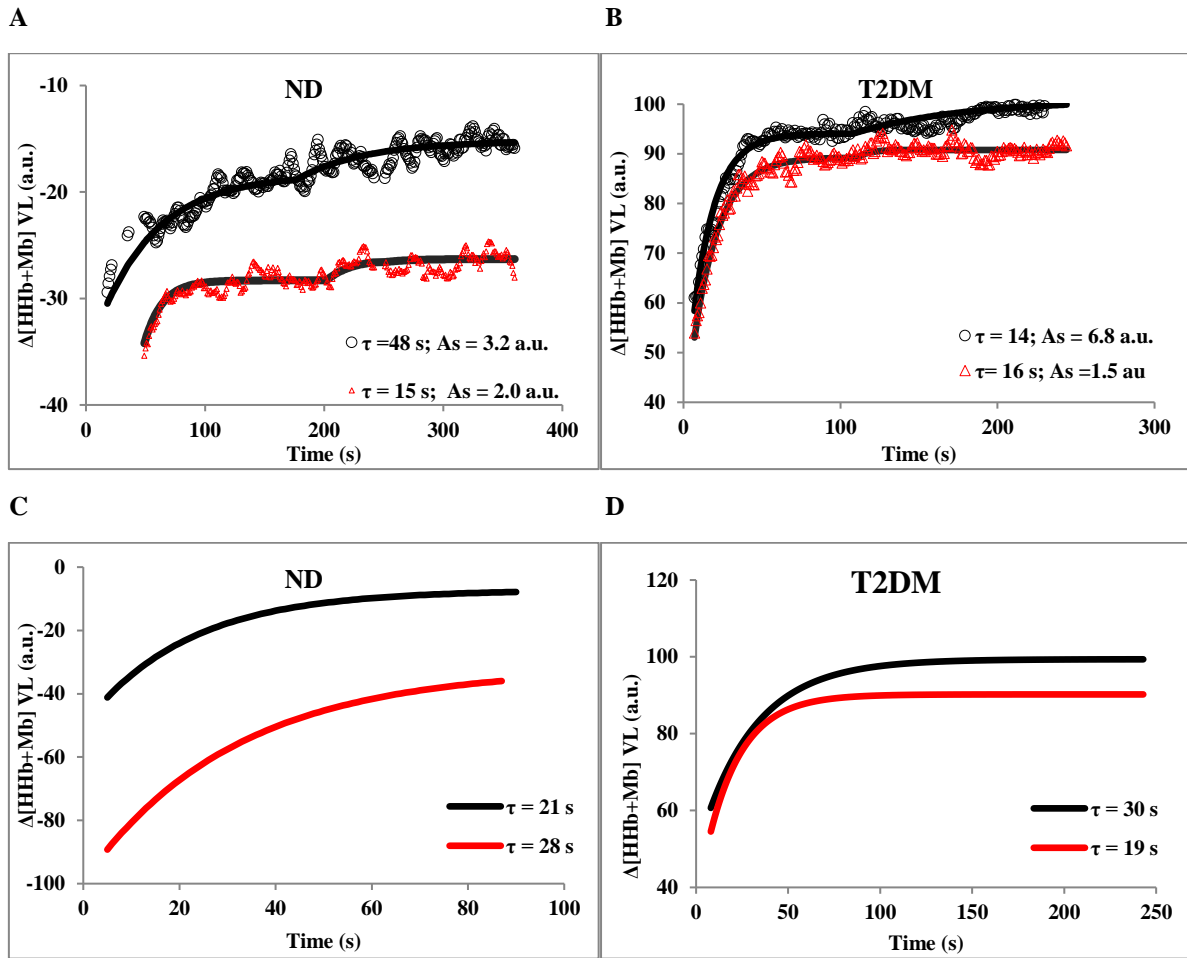 A
B
ND
Δ[HHb+Mb] VL (a.u.)
-10
-20
-30
-40
0
100
200
300
400
Time (s)
τ =48 s; As = 3.2 a.u.
τ = 15 s; As = 2.0 a.u.
T2DM
Δ[HHb+Mb] VL (a.u.)
100
90
80
70
60
50
40
0
100
200
300
Time (s)
τ = 14; As = 6.8 a.u.
τ= 16 s; As =1.5 au
C
D
ND
Δ[HHb+Mb] VL (a.u.)
0
-20
-40
-60
-80
-100
0
20
40
60
80
100
Time (s)
τ = 21 s
τ = 28 s
T2DM
Δ[HHb+Mb] VL (a.u.)
120
100
80
60
40
0
50
100
150
200
250
Time (s)
τ = 30 s
τ = 19 s